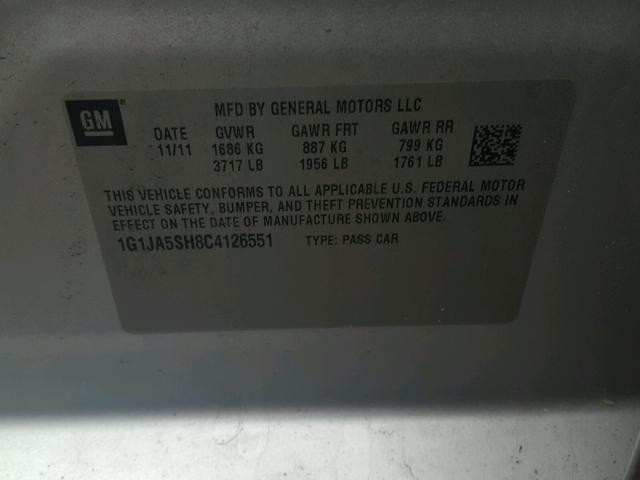 GM
MFD BY GENERAL MOTORS LLC
DATE GVWR GAWR FRT GAWR RR
11/11 1686 KG 887 KG 799 KG
3717 LB 1956 LB 1761 LB
THIS VEHICLE CONFORMS TO ALL APPLICABLE U.S. FEDERAL MOTOR
VEHICLE SAFETY, BUMPER, AND THEFT PREVENTION STANDARDS IN
EFFECT ON THE DATE OF MANUFACTURE SHOWN ABOVE.
1G1JA5SH8C4126551 TYPE: PASS CAR